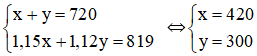 {x + y = 720
1,15x + 1,12y = 819 ⇔ {x = 420
y = 300